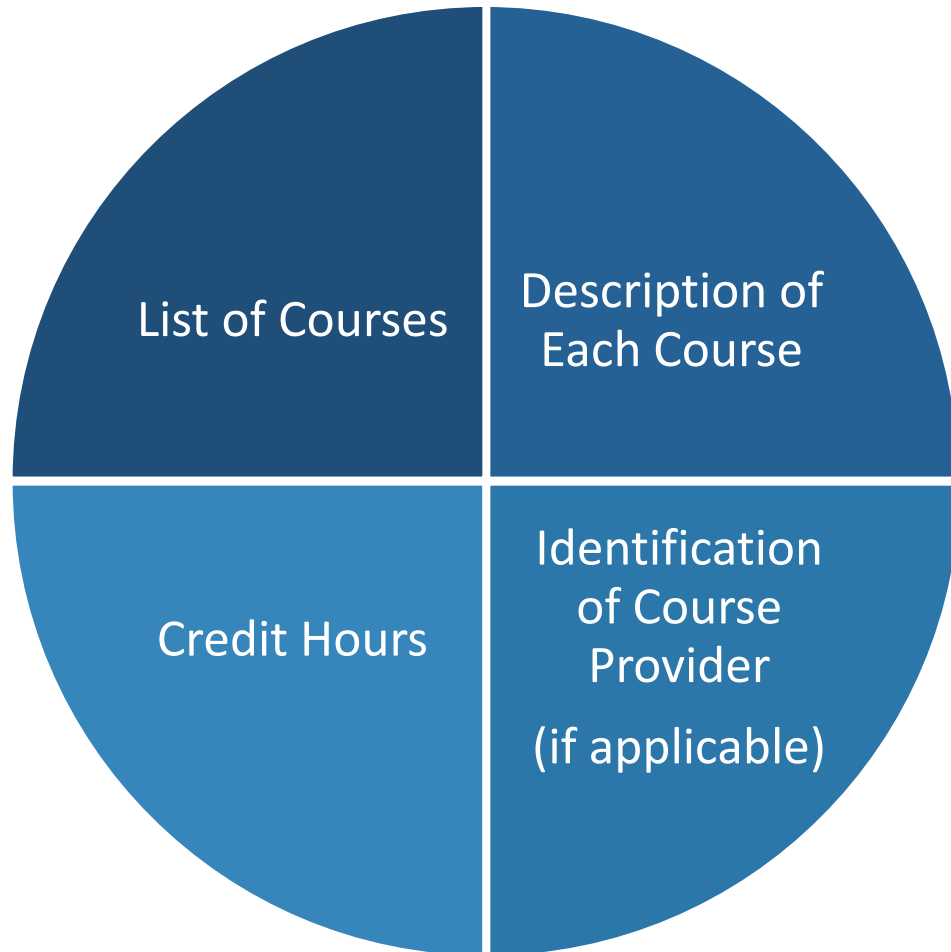 List of Courses
Description of
Each Course
Credit Hours
Identification
of Course
Provider
(if applicable)